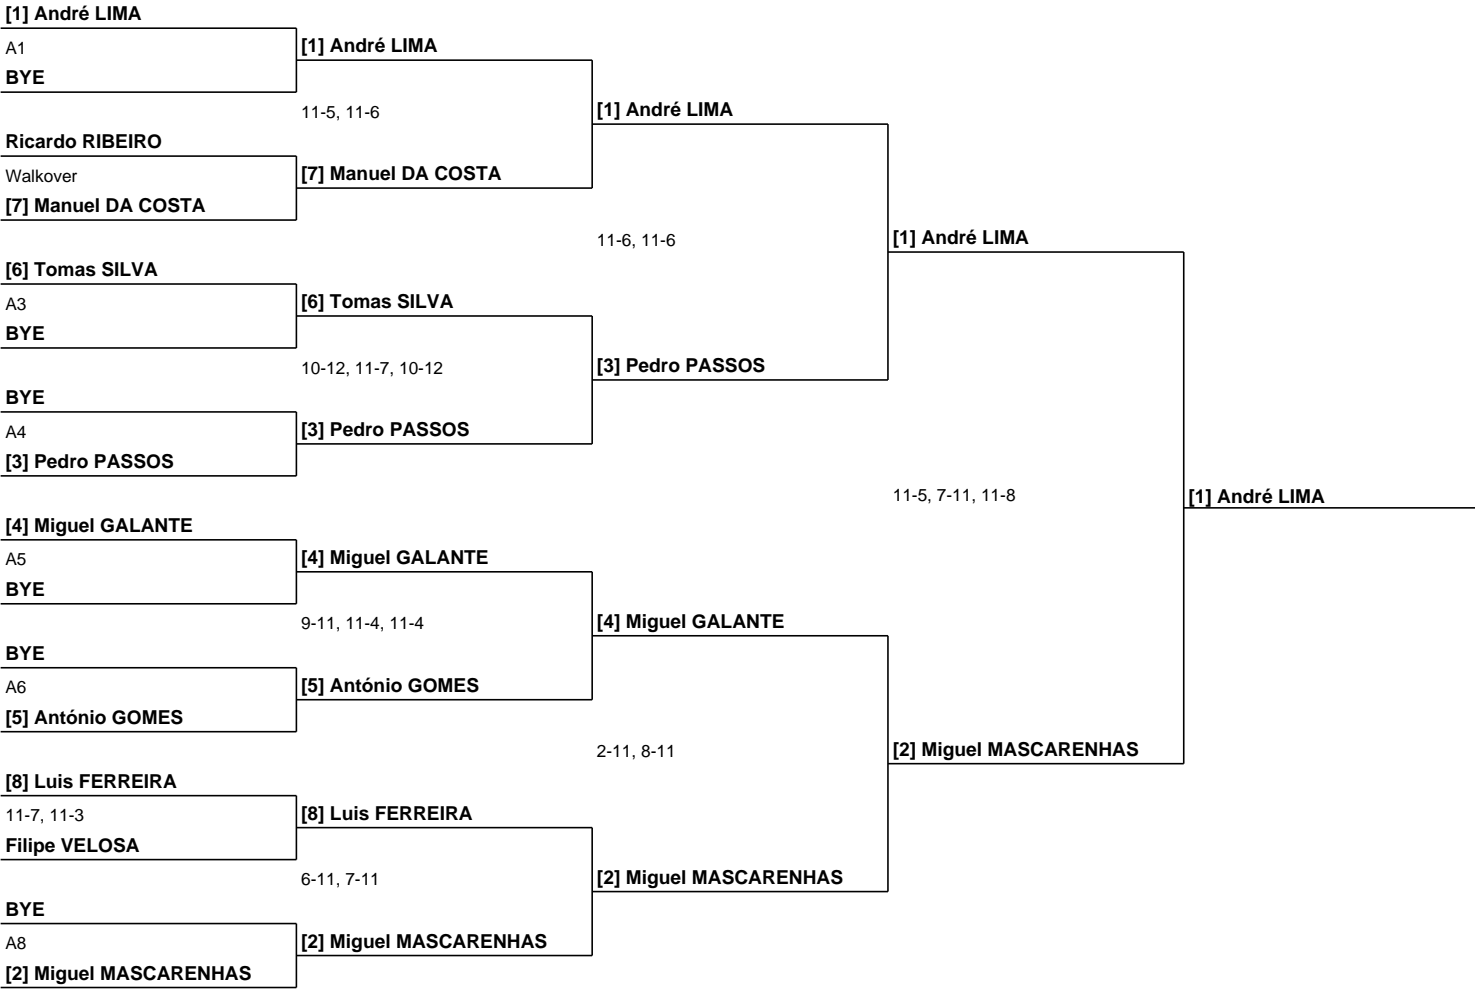 [1] André LIMA
A1
[1] André LIMA
BYE
11-5, 11-6
[1] André LIMA
Ricardo RIBEIRO
Walkover
[7] Manuel DA COSTA
[7] Manuel DA COSTA
11-6, 11-6
[1] André LIMA
[6] Tomas SILVA
A3
[6] Tomas SILVA
BYE
10-12, 11-7, 10-12
[3] Pedro PASSOS
BYE
A4
[3] Pedro PASSOS
[3] Pedro PASSOS
11-5, 7-11, 11-8
[1] André LIMA
[4] Miguel GALANTE
A5
[4] Miguel GALANTE
BYE
9-11, 11-4, 11-4
[4] Miguel GALANTE
BYE
A6
[5] António GOMES
[5] António GOMES
2-11, 8-11
[2] Miguel MASCARENHAS
[8] Luis FERREIRA
11-7, 11-3
[8] Luis FERREIRA
Filipe VELOSA
6-11, 7-11
[2] Miguel MASCARENHAS
BYE
A8
[2] Miguel MASCARENHAS
[2] Miguel MASCARENHAS